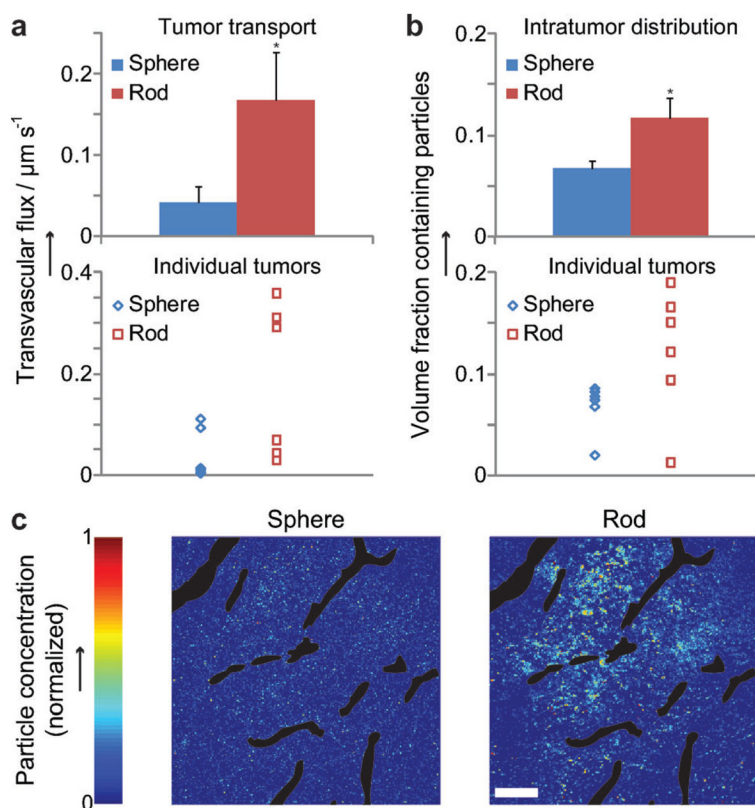 a
Tumor transport
Transvascular flux / µm s⁻¹
0.2
0.1
0
Sphere
Rod
*
Individual tumors
0.4
0.2
0
Sphere
Rod
b
Intratumor distribution
Volume fraction containing particles
0.2
0.1
0
Sphere
Rod
*
Individual tumors
0.2
0.1
0
Sphere
Rod
c
Particle concentration
(normalized)
1
0
Sphere
Rod